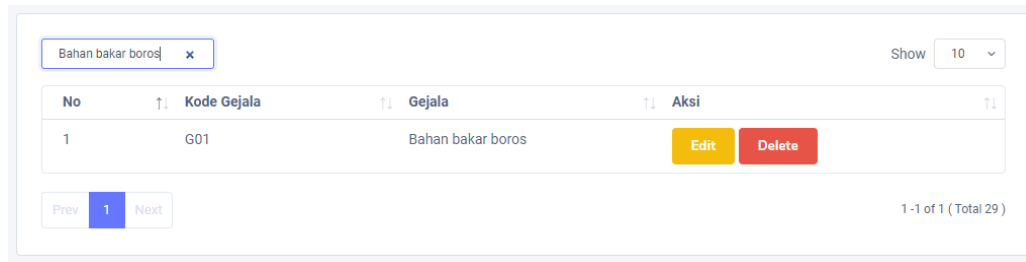 Bahan bakar boros x Show 10
No Kode Gejala Gejala Aksi
1 G01 Bahan bakar boros Edit Delete
Prev 1 Next 1 -1 of 1 ( Total 29 )